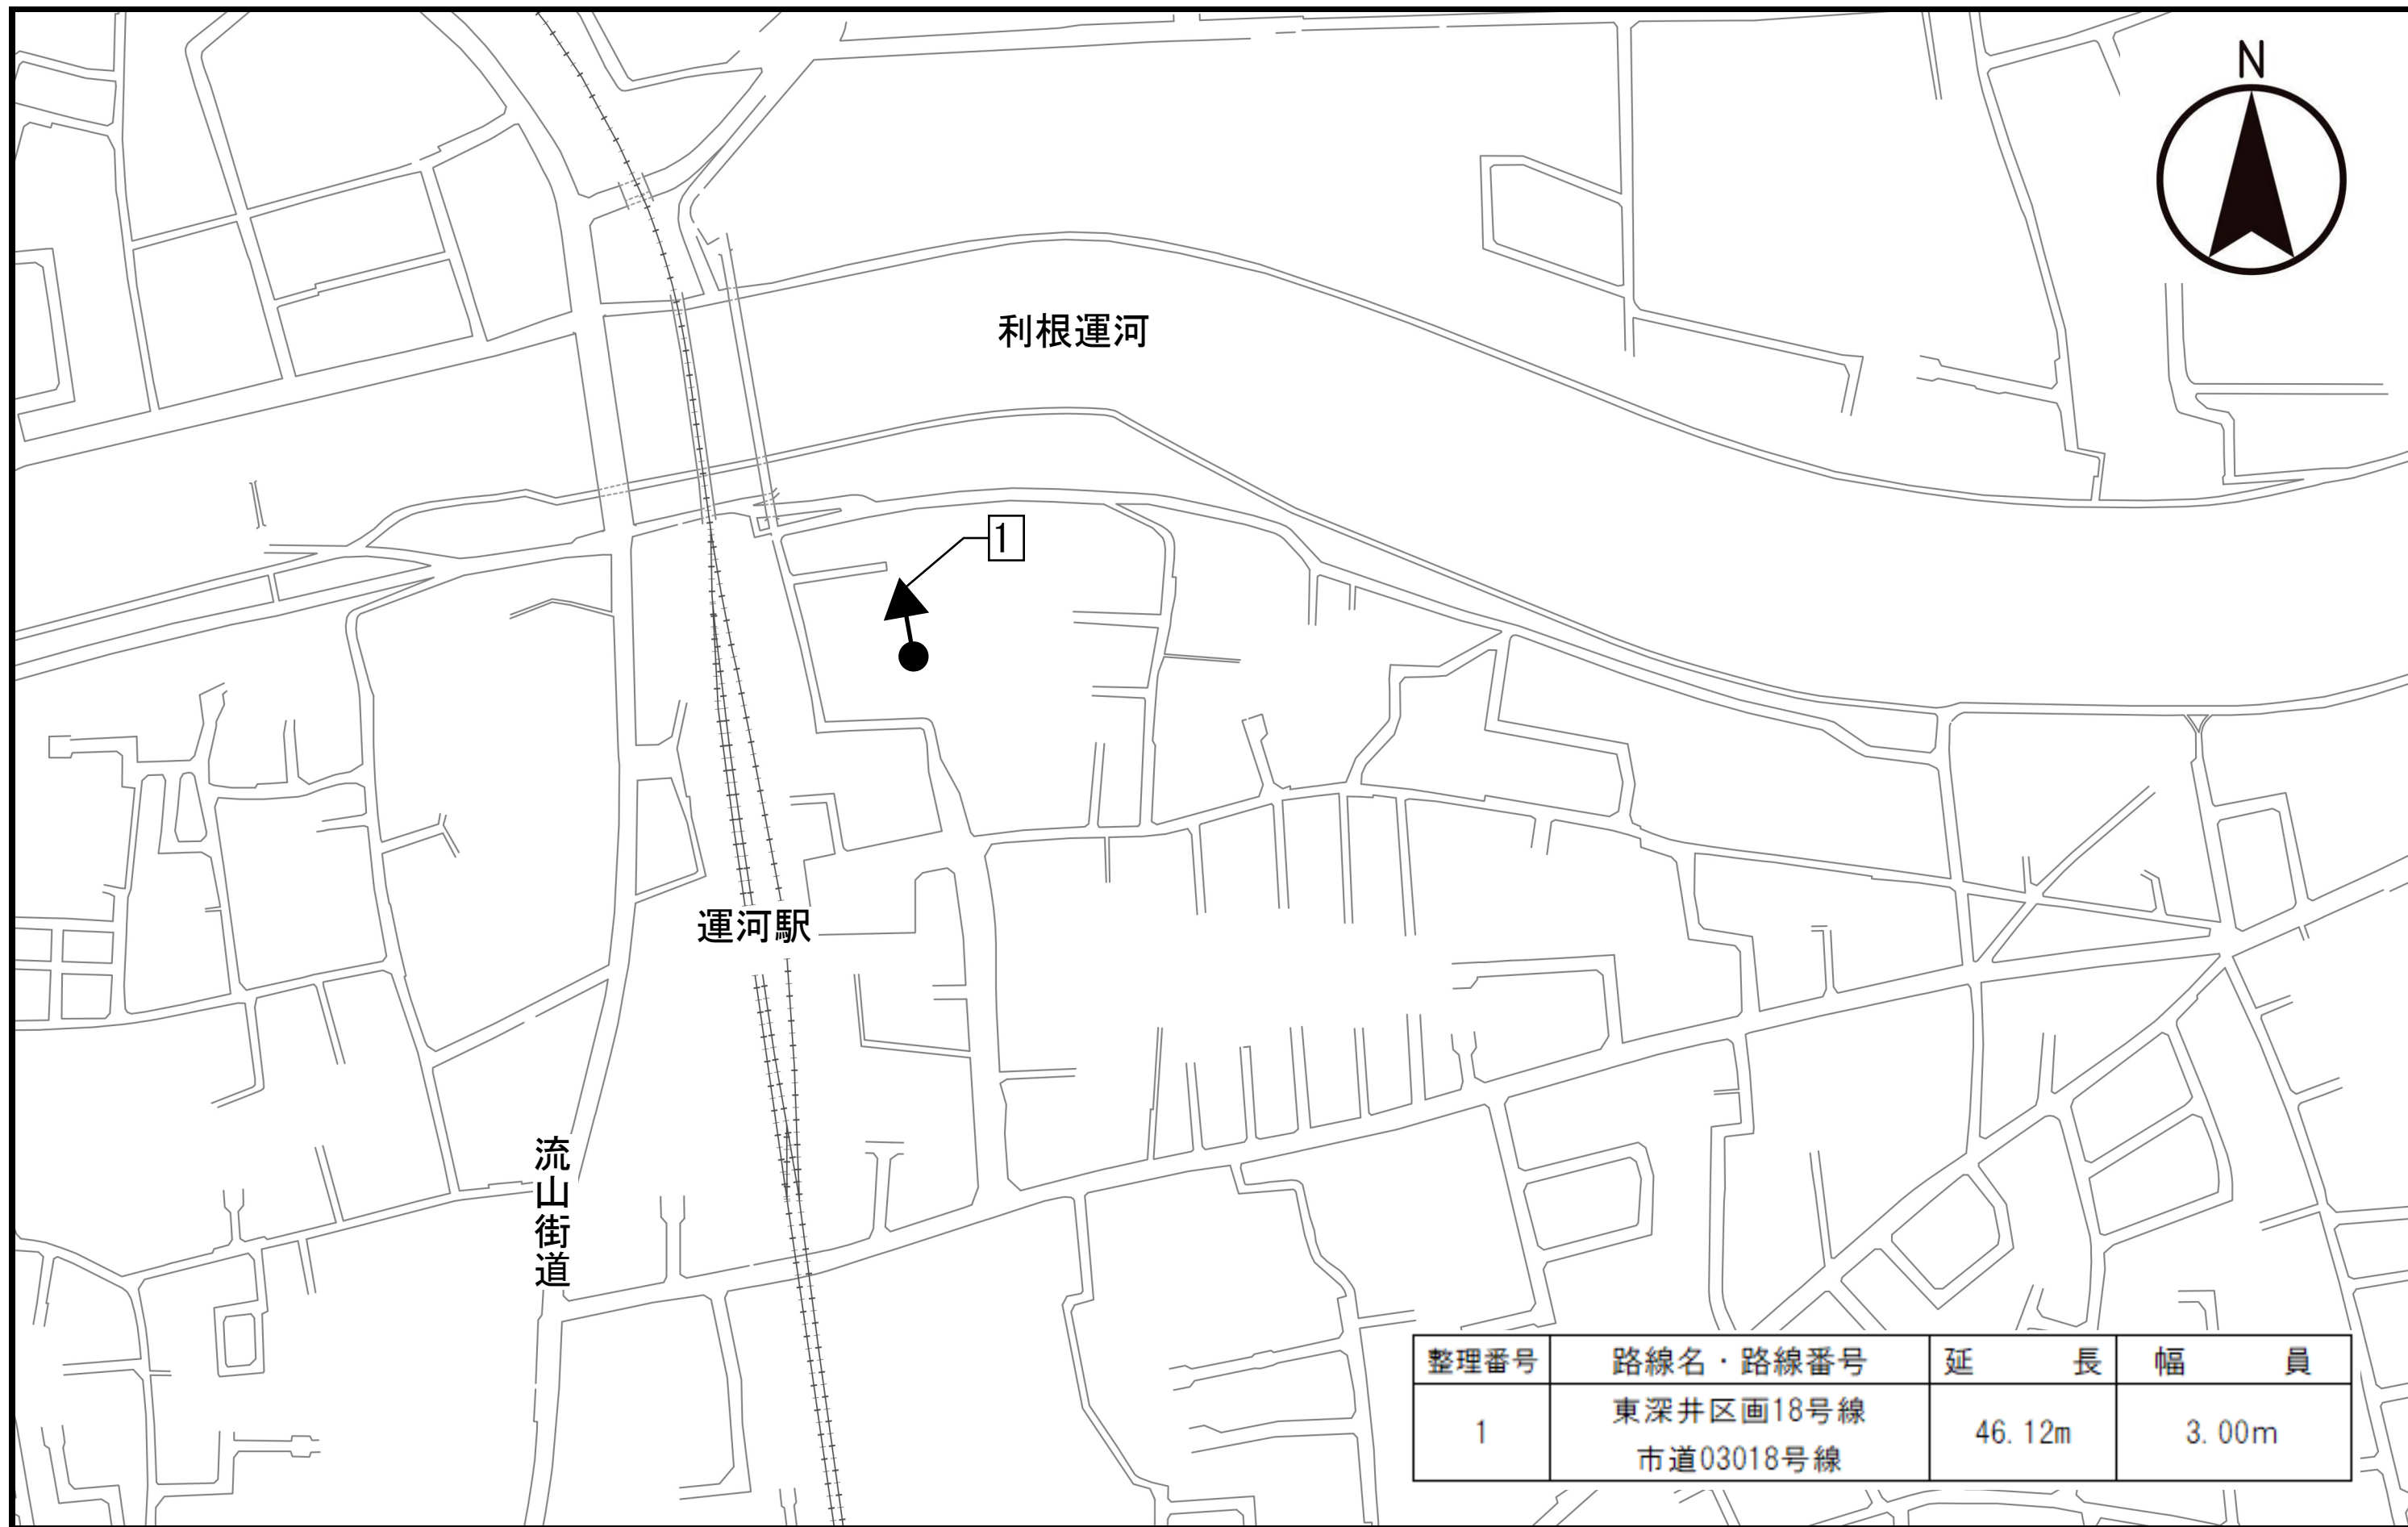 N
利根運河
1
運河駅
流山街道
整理番号 路線名・路線番号 延長 幅員
1 東深井区画18号線 46.12m 3.00m
市道03018号線